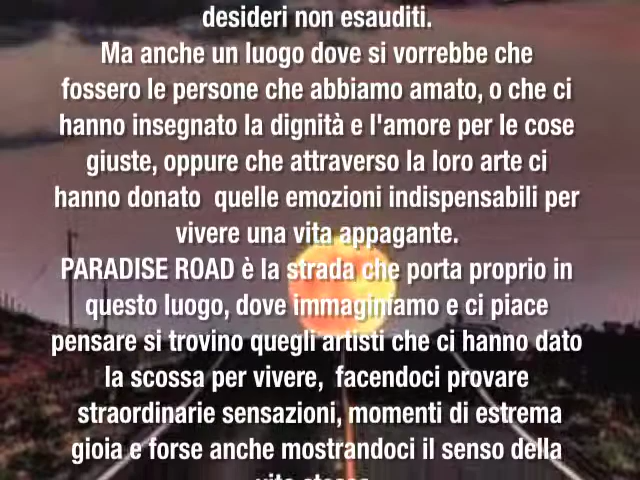 desideri non esauditi.
Ma anche un luogo dove si vorrebbe che
fossero le persone che abbiamo amato, o che ci
hanno insegnato la dignità e l'amore per le cose
giuste, oppure che attraverso la loro arte ci
hanno donato  quelle emozioni indispensabili per
vivere una vita appagante.
PARADISE ROAD è la strada che porta proprio in
questo luogo, dove immaginiamo e ci piace
pensare si trovino quegli artisti che ci hanno dato
la scossa per vivere,  facendoci provare
straordinarie sensazioni, momenti di estrema
gioia e forse anche mostrandoci il senso della